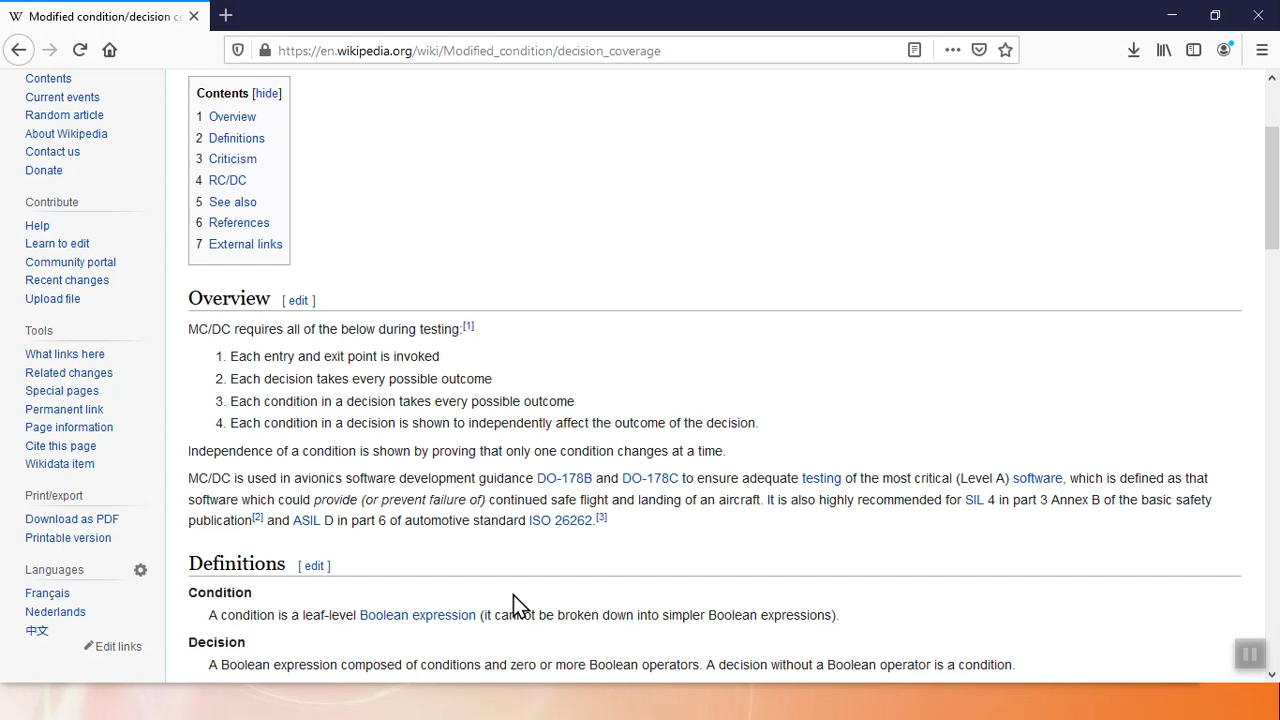 W Modified condition/decision co
https://en.wikipedia.org/wiki/Modified_condition/decision_coverage
Contents
Current events
Random article
About Wikipedia
Contact us
Donate
Contribute
Help
Learn to edit
Community portal
Recent changes
Upload file
Tools
What links here
Related changes
Special pages
Permanent link
Page information
Cite this page
Wikidata item
Print/export
Download as PDF
Printable version
Languages
Français
Nederlands
中文
Edit links
Contents [hide]
1 Overview
2 Definitions
3 Criticism
4 RC/DC
5 See also
6 References
7 External links
Overview [ edit ]
MC/DC requires all of the below during testing:[1]
1. Each entry and exit point is invoked
2. Each decision takes every possible outcome
3. Each condition in a decision takes every possible outcome
4. Each condition in a decision is shown to independently affect the outcome of the decision.
Independence of a condition is shown by proving that only one condition changes at a time.
MC/DC is used in avionics software development guidance DO-178B and DO-178C to ensure adequate testing of the most critical (Level A) software, which is defined as that
software which could provide (or prevent failure of) continued safe flight and landing of an aircraft. It is also highly recommended for SIL 4 in part 3 Annex B of the basic safety
publication[2] and ASIL D in part 6 of automotive standard ISO 26262.[3]
Definitions [ edit ]
Condition
A condition is a leaf-level Boolean expression (it cannot be broken down into simpler Boolean expressions).
Decision
A Boolean expression composed of conditions and zero or more Boolean operators. A decision without a Boolean operator is a condition.